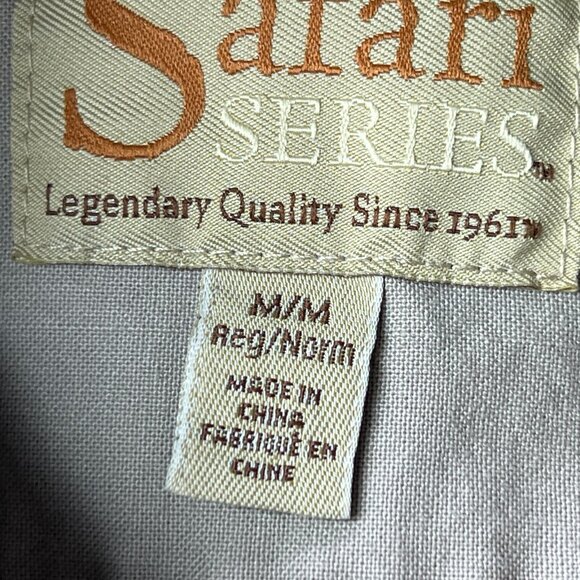 Safari
SERIES™
Legendary Quality Since 1961™
M/M
Reg/Norm
MADE IN
CHINA
FABRIQUÉ EN
CHINE